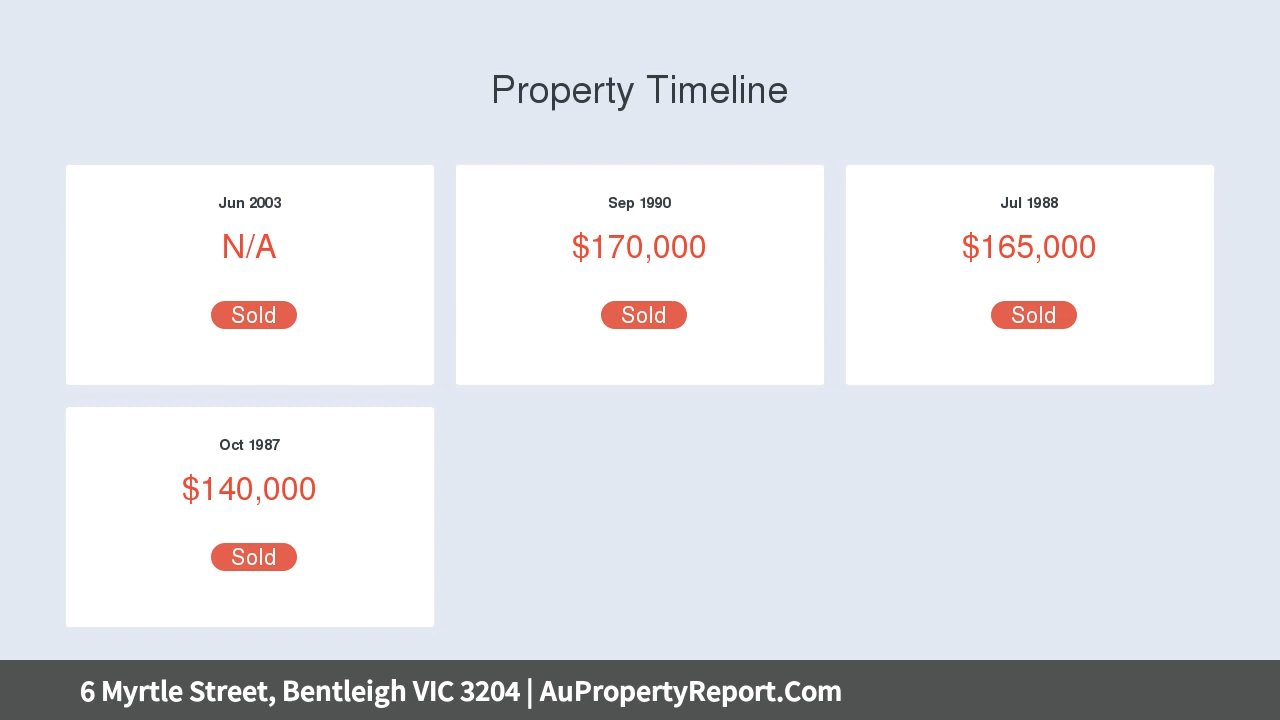 Property Timeline
Jun 2003
N/A
Sold
Sep 1990
$170,000
Sold
Jul 1988
$165,000
Sold
Oct 1987
$140,000
Sold
6 Myrtle Street, Bentleigh VIC 3204 | AuPropertyReport.Com